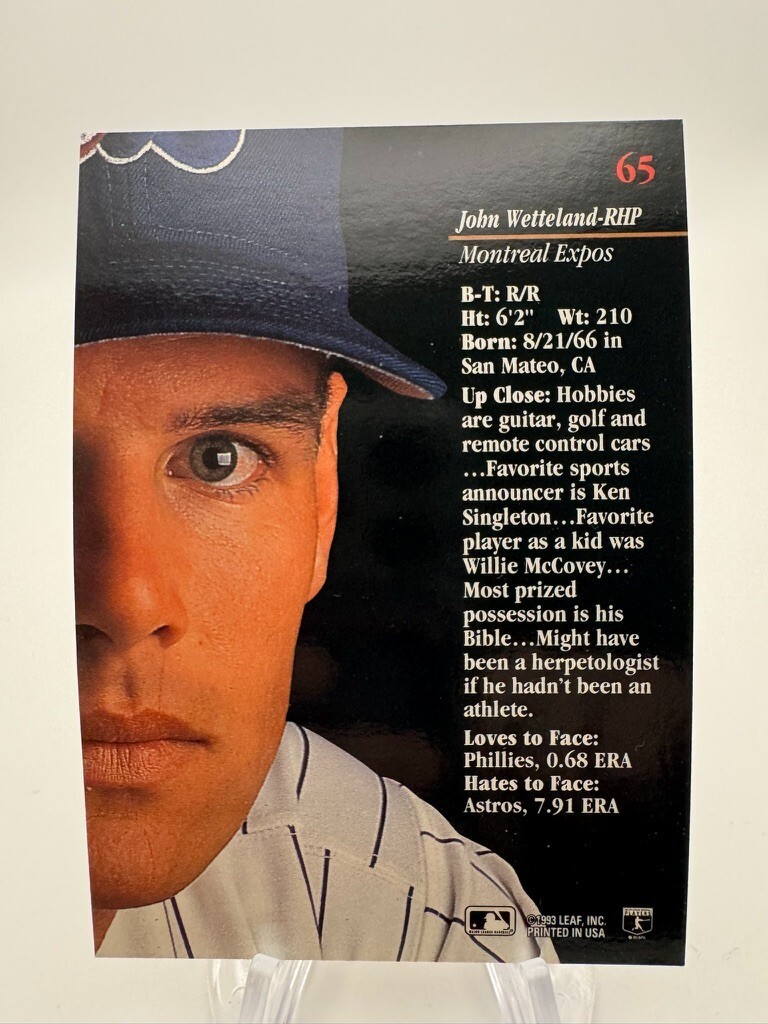 65
John Wetteland-RHP
Montreal Expos
B-T: R/R
Ht: 6'2" Wt: 210
Born: 8/21/66 in
San Mateo, CA
Up Close: Hobbies
are guitar, golf and
remote control cars
...Favorite sports
announcer is Ken
Singleton...Favorite
player as a kid was
Willie McCovey...
Most prized
possession is his
Bible...Might have
been a herpetologist
if he hadn't been an
athlete.
Loves to Face:
Phillies, 0.68 ERA
Hates to Face:
Astros, 7.91 ERA
©1993 LEAF, INC.
PRINTED IN USA
MAJOR LEAGUE BASEBALL
PLAYERS